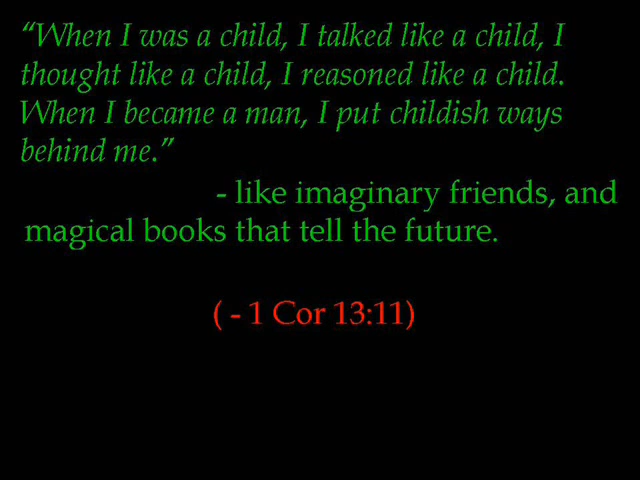 “When I was a child, I talked like a child, I
thought like a child, I reasoned like a child.
When I became a man, I put childish ways
behind me.”
- like imaginary friends, and
magical books that tell the future.
( - 1 Cor 13:11)